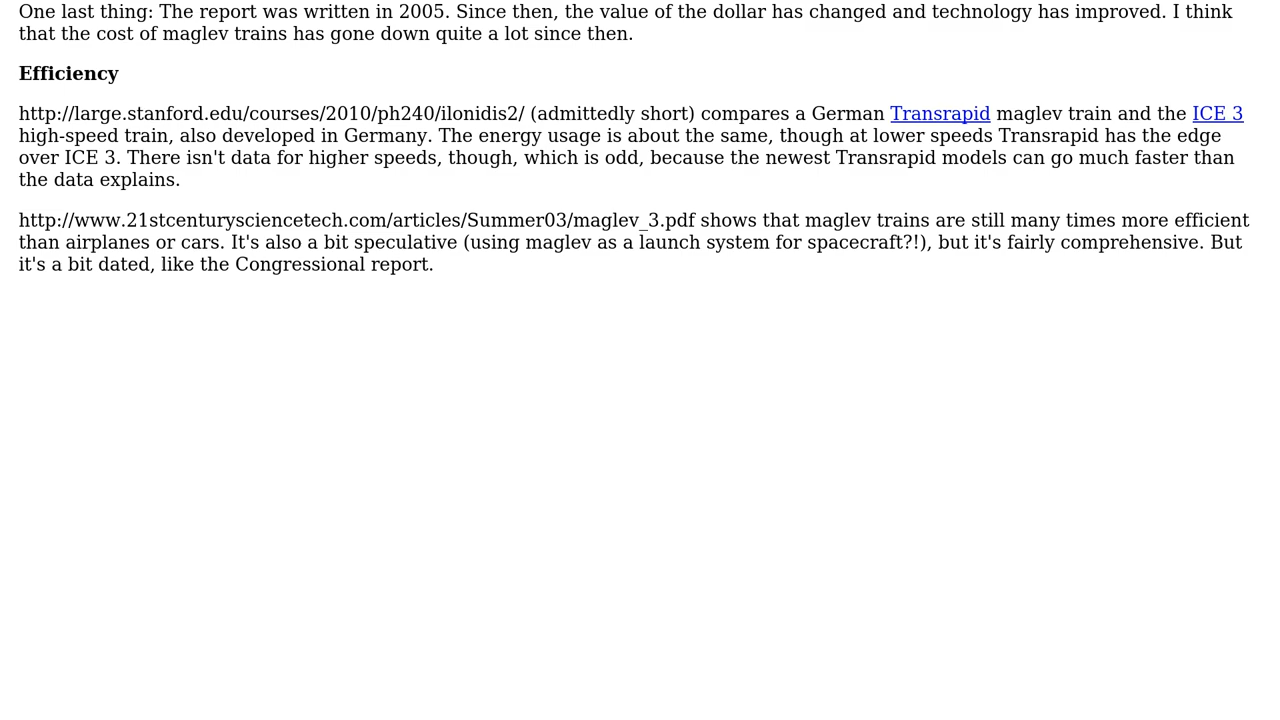 One last thing: The report was written in 2005. Since then, the value of the dollar has changed and technology has improved. I think
that the cost of maglev trains has gone down quite a lot since then.
Efficiency
http://large.stanford.edu/courses/2010/ph240/ilonidis2/ (admittedly short) compares a German Transrapid maglev train and the ICE 3
high-speed train, also developed in Germany. The energy usage is about the same, though at lower speeds Transrapid has the edge
over ICE 3. There isn't data for higher speeds, though, which is odd, because the newest Transrapid models can go much faster than
the data explains.
http://www.21stcenturysciencetech.com/articles/Summer03/maglev_3.pdf shows that maglev trains are still many times more efficient
than airplanes or cars. It's also a bit speculative (using maglev as a launch system for spacecraft?!), but it's fairly comprehensive. But
it's a bit dated, like the Congressional report.